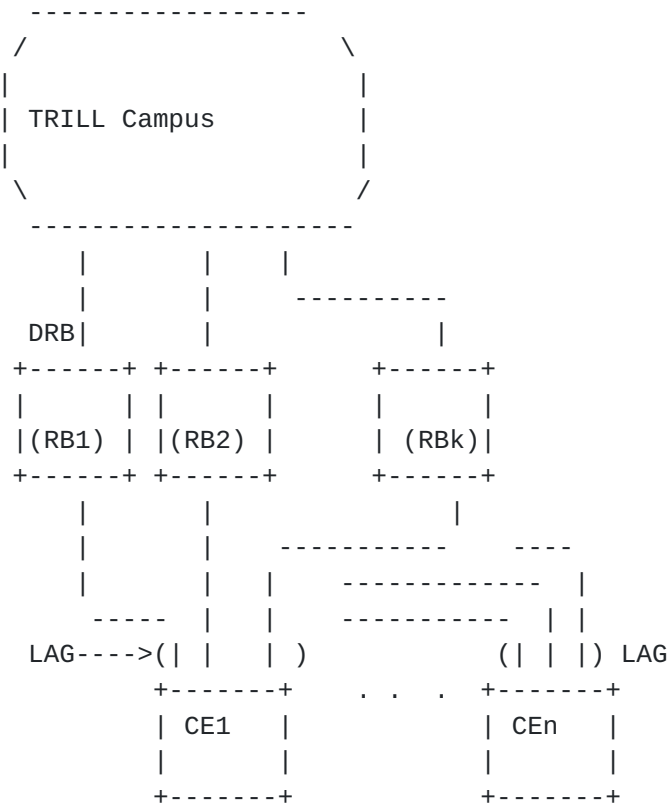 TRILL Campus
DRB
(RB1) (RB2) (RBk)
LAG---->( ) ( ) LAG
. . .
CE1 CEn